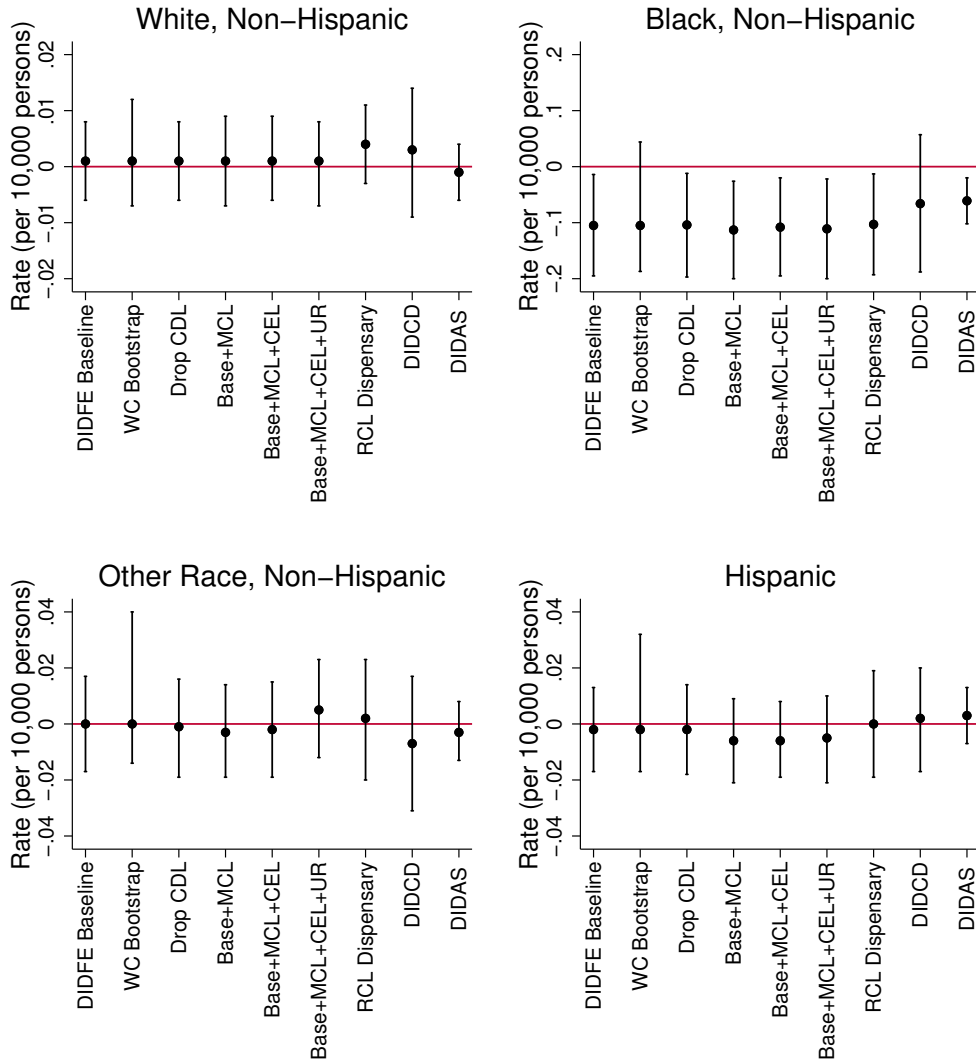 White, Non−Hispanic
Rate (per 10,000 persons)
.02
.01
0
−.01
−.02
DIDFE Baseline
WC Bootstrap
Drop CDL
Base+MCL
Base+MCL+CEL
Base+MCL+CEL+UR
RCL Dispensary
DIDCD
DIDAS
Black, Non−Hispanic
Rate (per 10,000 persons)
.2
.1
0
−.1
−.2
DIDFE Baseline
WC Bootstrap
Drop CDL
Base+MCL
Base+MCL+CEL
Base+MCL+CEL+UR
RCL Dispensary
DIDCD
DIDAS
Other Race, Non−Hispanic
Rate (per 10,000 persons)
.04
.02
0
−.02
−.04
DIDFE Baseline
WC Bootstrap
Drop CDL
Base+MCL
Base+MCL+CEL
Base+MCL+CEL+UR
RCL Dispensary
DIDCD
DIDAS
Hispanic
Rate (per 10,000 persons)
.04
.02
0
−.02
−.04
DIDFE Baseline
WC Bootstrap
Drop CDL
Base+MCL
Base+MCL+CEL
Base+MCL+CEL+UR
RCL Dispensary
DIDCD
DIDAS